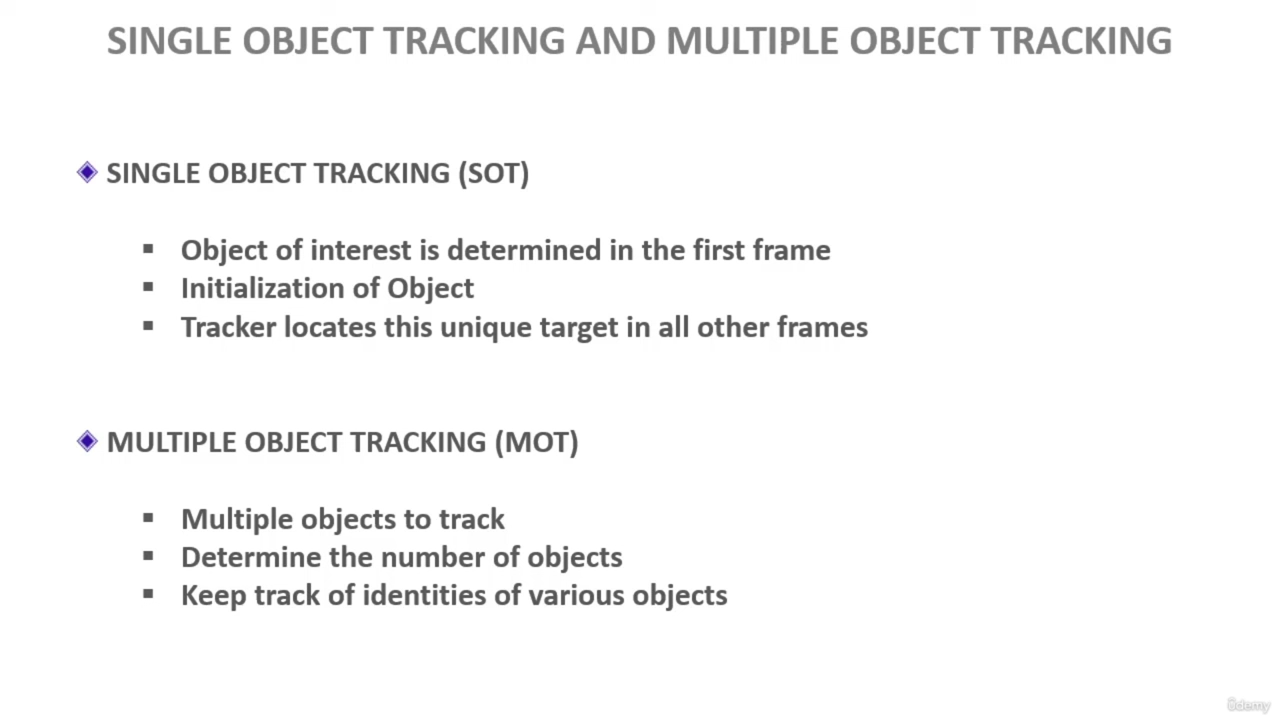 SINGLE OBJECT TRACKING AND MULTIPLE OBJECT TRACKING
SINGLE OBJECT TRACKING (SOT)
Object of interest is determined in the first frame
Initialization of Object
Tracker locates this unique target in all other frames
MULTIPLE OBJECT TRACKING (MOT)
Multiple objects to track
Determine the number of objects
Keep track of identities of various objects
Udemy